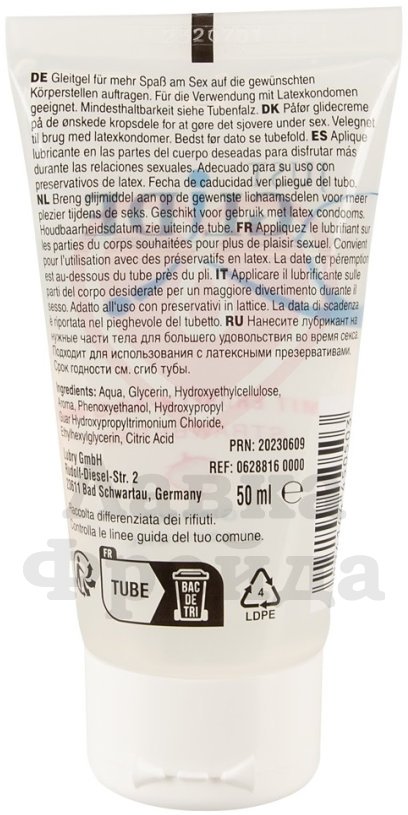 DE Gleitgel für mehr Spaß am Sex auf die gewünschten
Körperstellen auftragen. Für die Verwendung mit Latexkondomen
geeignet. Mindesthaltbarkeit siehe Tubenfalz. DK Påfør glidecreme
på de ønskede kropsdele for at gøre det sjovere under sex. Velegnet
til brug med latexkondomer. Bedst før dato se tubefold. ES Aplique
lubricante en las partes del cuerpo deseadas para disfrutar más
durante las relaciones sexuales. Adecuado para su uso con
preservativos de latex. Fecha de caducidad ver pliegue del tubo.
NL Breng glijmiddel aan op de gewenste lichaamsdelen voor meer
plezier tijdens de seks. Geschikt voor gebruik met latex condooms.
Houdbaarheidsdatum zie uiteinde tube. FR Appliquez le lubrifiant sur
les parties du corps souhaitées pour plus de plaisir sexuel. Convient
pour l'utilisation avec des préservatifs en latex. La date de péremption
est au-dessous du tube près du pli. IT Applicare il lubrificante sulle
parti del corpo desiderate per un maggiore divertimento durante il
sesso. Adatto all'uso con preservativi in lattice. La data di scadenza
è riportata nel pieghevole del tubetto. RU Нанесите лубрикант на
нужные части тела для большего удовольствия во время секса.
Подходит для использования с латексными презервативами.
Срок годности см. сгиб тубы.
Ingredients: Aqua, Glycerin, Hydroxyethylcellulose,
Aroma, Phenoxyethanol, Hydroxypropyl
Guar Hydroxypropyltrimonium Chloride,
Ethylhexylglycerin, Citric Acid
PRN: 20230609
Lubry GmbH
Rudolf-Diesel-Str. 2
23611 Bad Schwartau, Germany
REF: 0628816 0000
50 ml e
Raccolta differenziata dei rifiuti.
Controlla le linee guida del tuo comune.
FR
TUBE
BAC
DE
TRI
4
LDPE
Лавка
Фрейда